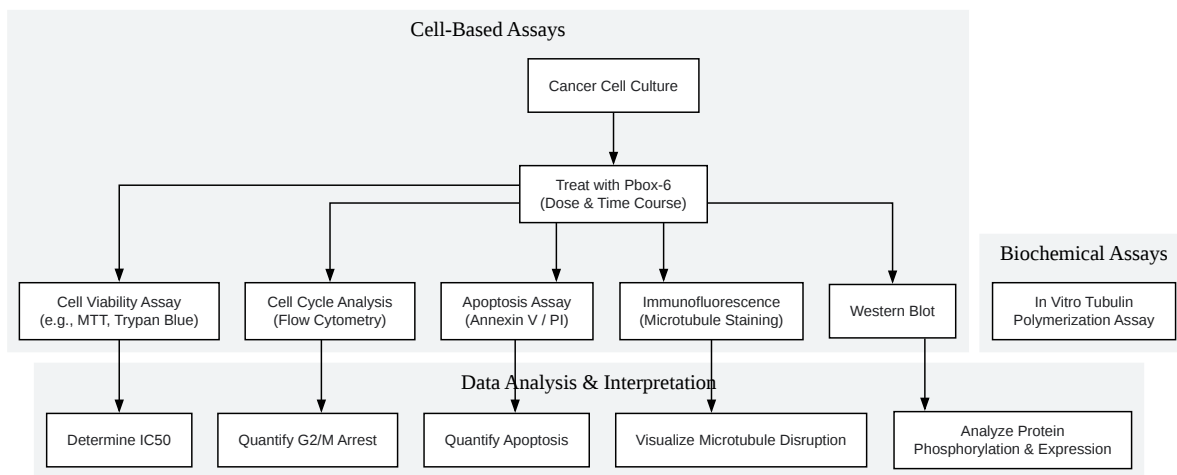 Cell-Based Assays
Cancer Cell Culture
Treat with Pbox-6
(Dose & Time Course)
Biochemical Assays
Cell Viability Assay
(e.g., MTT, Trypan Blue)
Cell Cycle Analysis
(Flow Cytometry)
Apoptosis Assay
(Annexin V / PI)
Immunofluorescence
(Microtubule Staining)
Western Blot
In Vitro Tubulin
Polymerization Assay
Data Analysis & Interpretation
Determine IC50
Quantify G2/M Arrest
Quantify Apoptosis
Visualize Microtubule Disruption
Analyze Protein
Phosphorylation & Expression